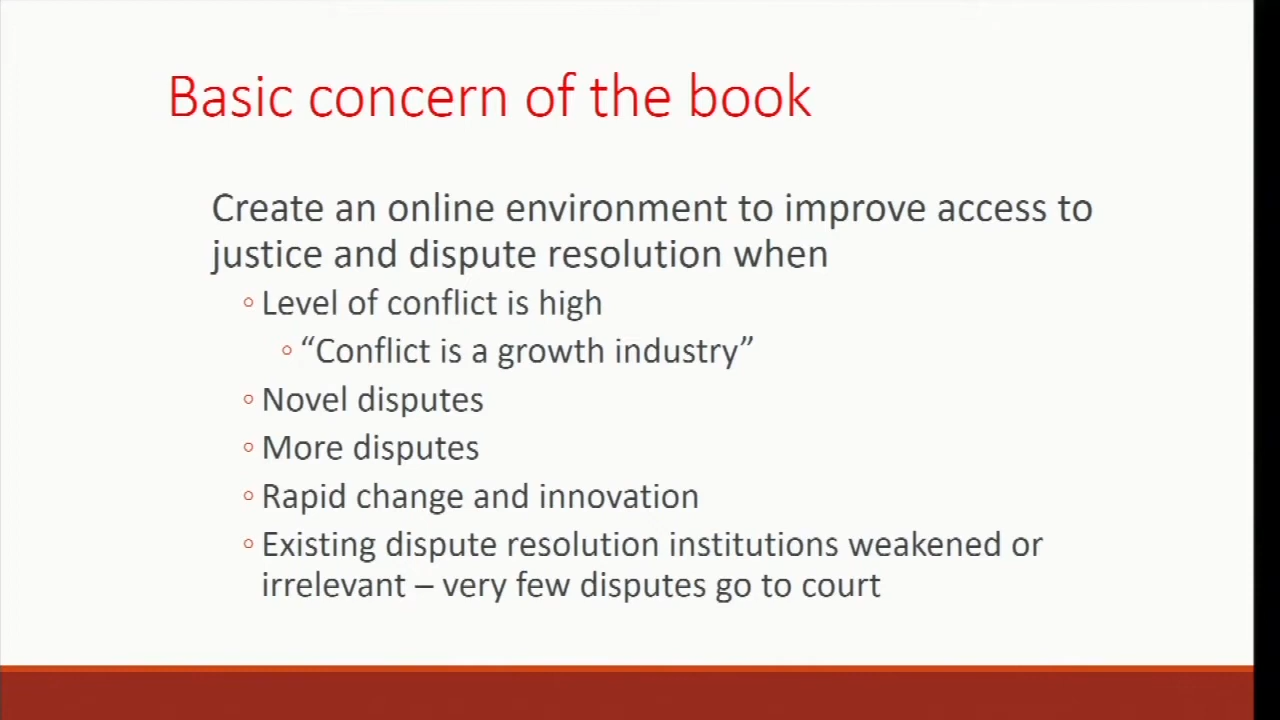 Basic concern of the book
Create an online environment to improve access to
justice and dispute resolution when
◦ Level of conflict is high
◦ “Conflict is a growth industry”
◦ Novel disputes
◦ More disputes
◦ Rapid change and innovation
◦ Existing dispute resolution institutions weakened or
irrelevant – very few disputes go to court